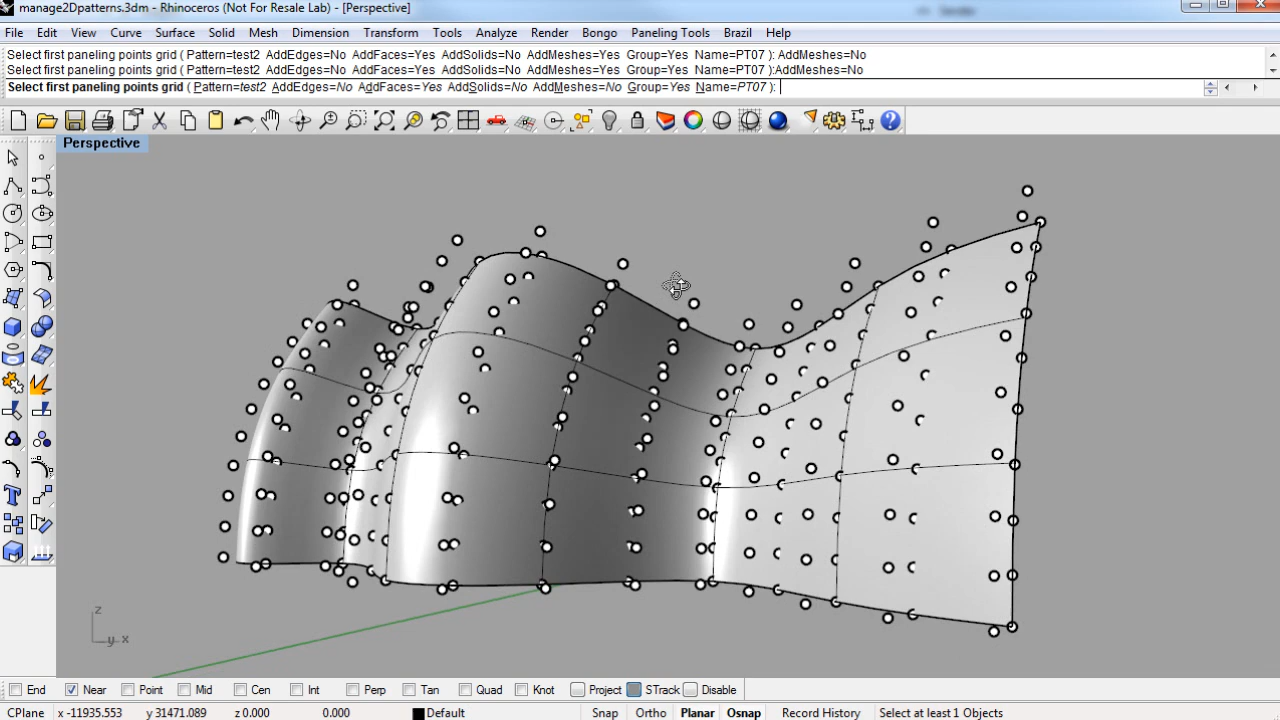 manage2Dpatterns.3dm - Rhinoceros (Not For Resale Lab) - [Perspective]
File Edit View Curve Surface Solid Mesh Dimension Transform Tools Analyze Render Bongo Paneling Tools Brazil Help
Select first paneling points grid ( Pattern=test2 AddEdges=No AddFaces=Yes AddSolids=No AddMeshes=Yes Group=Yes Name=PT07 ): AddMeshes=No
Select first paneling points grid ( Pattern=test2 AddEdges=No AddFaces=Yes AddSolids=No AddMeshes=Yes Group=Yes Name=PT07 ):AddMeshes=No
Select first paneling points grid ( Pattern=test2 AddEdges=No AddFaces=Yes AddSolids=No AddMeshes=No Group=Yes Name=PT07 ):
Perspective
z
y x
End Near Point Mid Cen Int Perp Tan Quad Knot Project STrack Disable
CPlane x -11935.553 y 31471.089 z 0.000 0.000 Default Snap Ortho Planar Osnap Record History Select at least 1 Objects